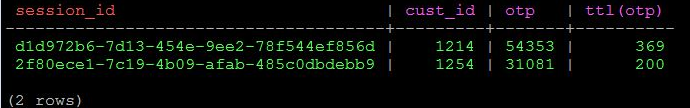 session_id | cust_id | otp | ttl(otp)
--------------------------------------+---------+-------+----------
d1d972b6-7d13-454e-9ee2-78f544ef856d | 1214 | 54353 | 369
2f80ece1-7c19-4b09-afab-485c0dbdebb9 | 1254 | 31081 | 200
(2 rows)